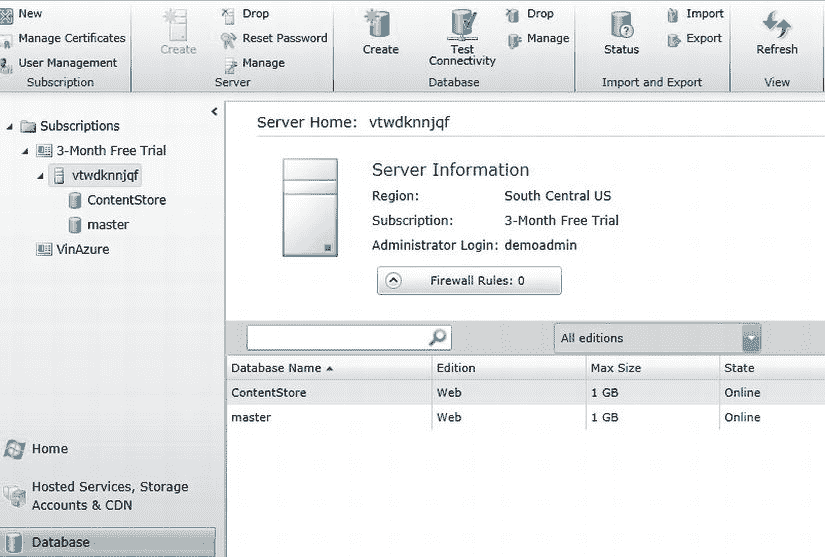 New
Manage Certificates
User Management
Subscription
Create
Drop
Reset Password
Manage
Server
Create
Test
Connectivity
Drop
Manage
Database
Status
Import
Export
Import and Export
Refresh
View
Subscriptions
3-Month Free Trial
vtwdknnjqf
ContentStore
master
VinAzure
Home
Hosted Services, Storage
Accounts & CDN
Database
Server Home: vtwdknnjqf
Server Information
Region: South Central US
Subscription: 3-Month Free Trial
Administrator Login: demoadmin
Firewall Rules: 0
All editions
Database Name Edition Max Size State
ContentStore Web 1 GB Online
master Web 1 GB Online